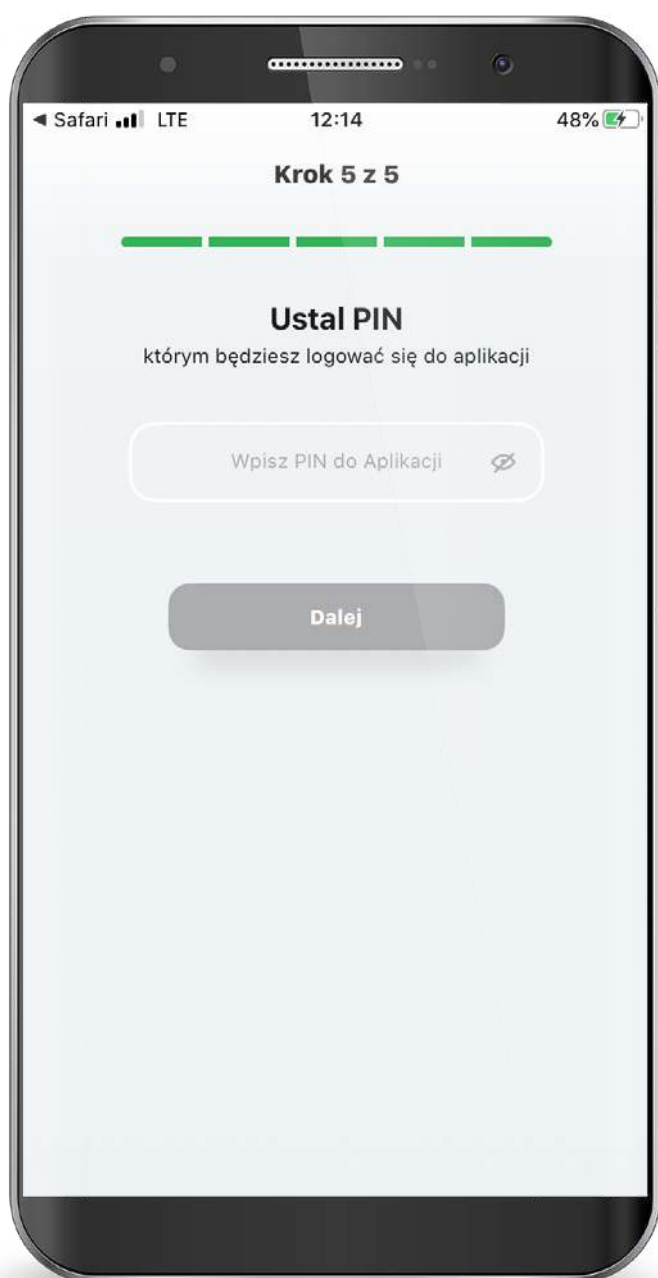 ◀ Safari LTE 12:14 48%
Krok 5 z 5
Ustal PIN
którym będziesz logować się do aplikacji
Wpisz PIN do Aplikacji
Dalej